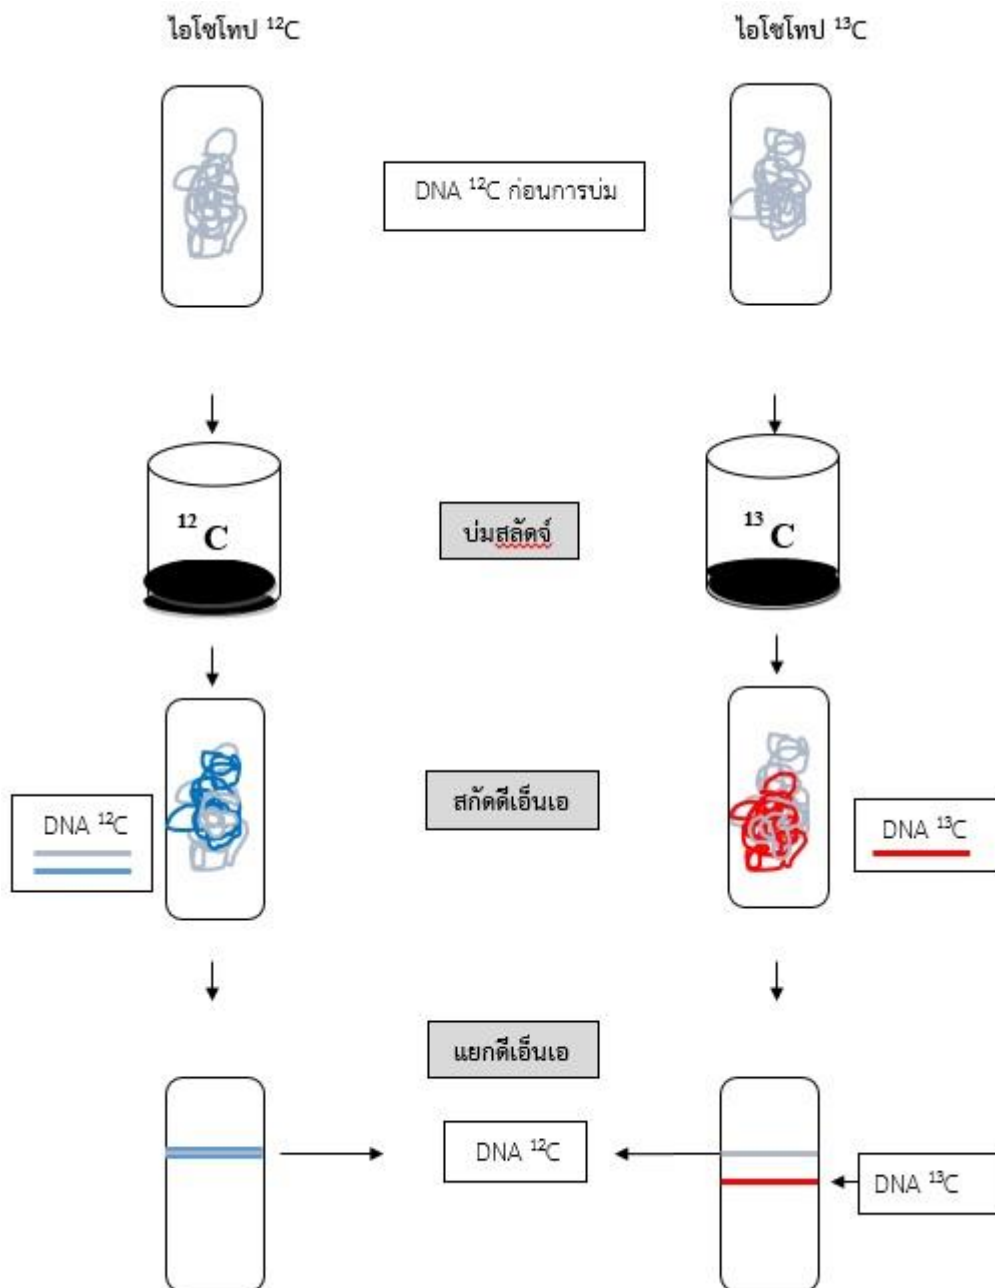 ไอโซโทป ¹²C
ไอโซโทป ¹³C
DNA ¹²C ก่อนการบ่ม
¹² C
บ่มสลัดจ์
¹³ C
DNA ¹²C
สกัดดีเอ็นเอ
DNA ¹³C
แยกดีเอ็นเอ
DNA ¹²C
DNA ¹³C